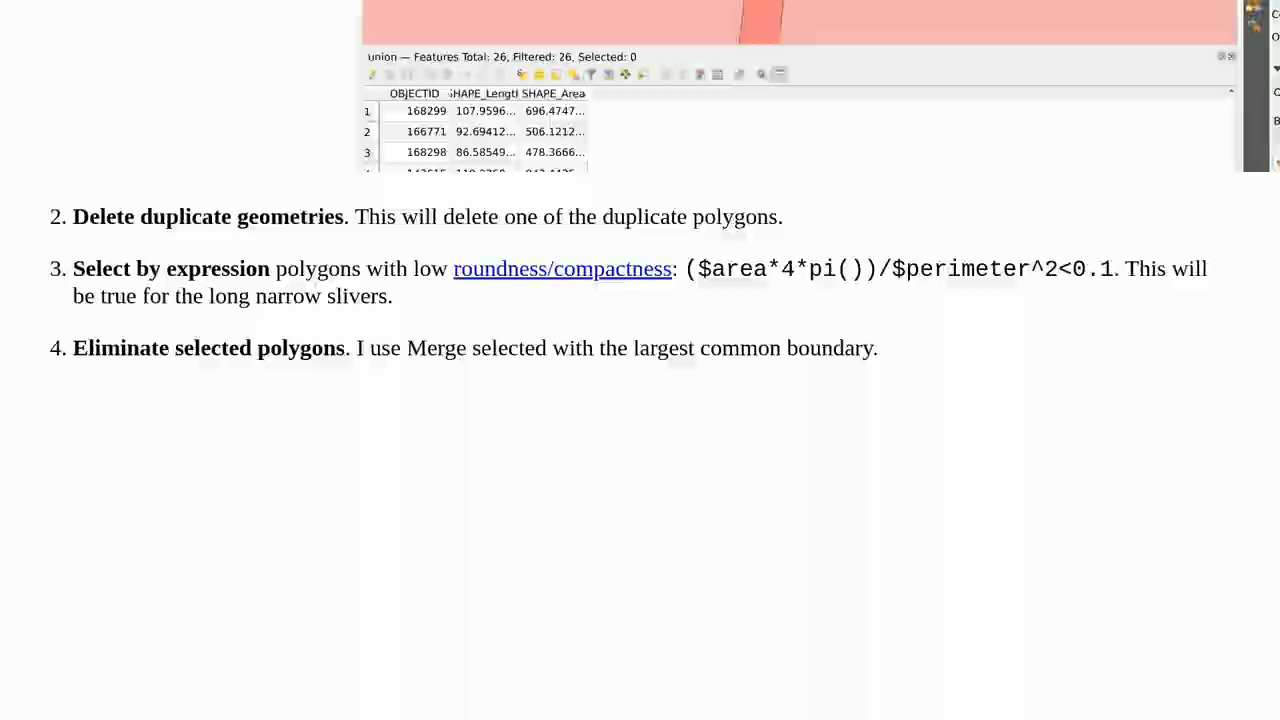 union — Features Total: 26, Filtered: 26, Selected: 0
OBJECTID SHAPE_Lengtl SHAPE_Area
1 168299 107.9596... 696.4747...
2 166771 92.69412... 506.1212...
3 168298 86.58549... 478.3666...
2. Delete duplicate geometries. This will delete one of the duplicate polygons.
3. Select by expression polygons with low roundness/compactness: ($area*4*pi())/$perimeter^2<0.1. This will
be true for the long narrow slivers.
4. Eliminate selected polygons. I use Merge selected with the largest common boundary.